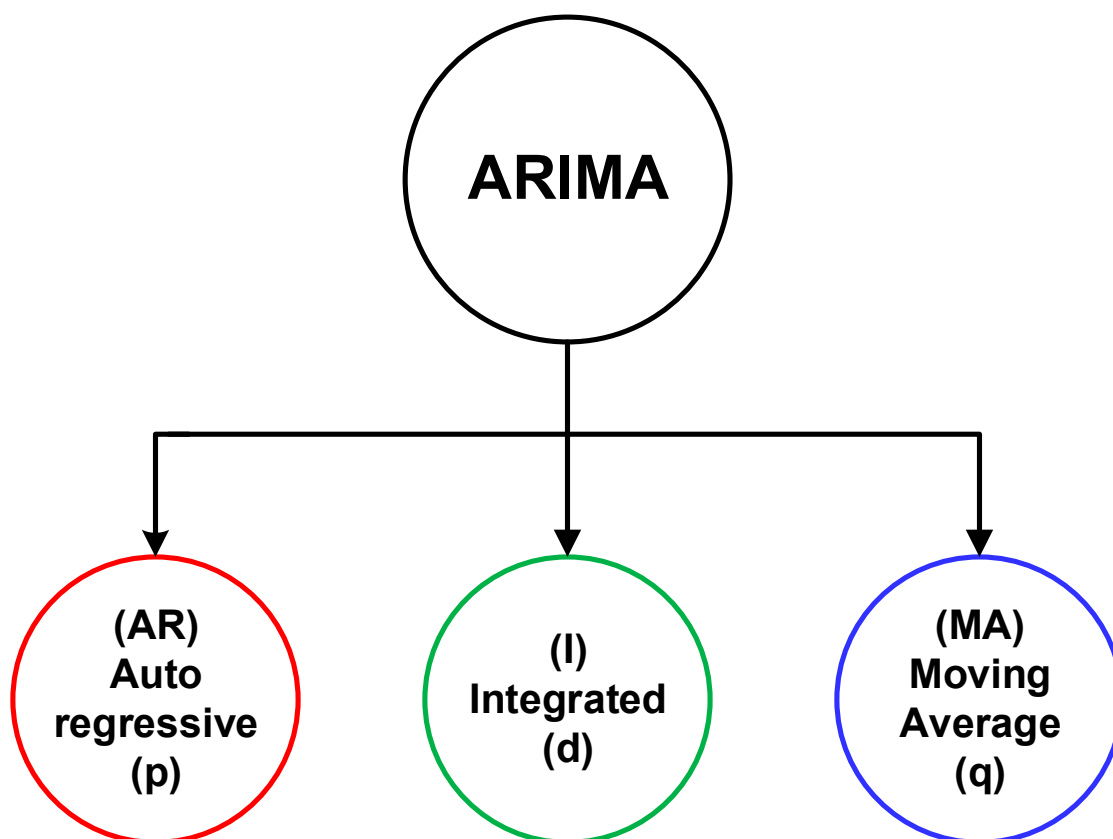 ARIMA
(AR)
Auto
regressive
(p)
(I)
Integrated
(d)
(MA)
Moving
Average
(q)